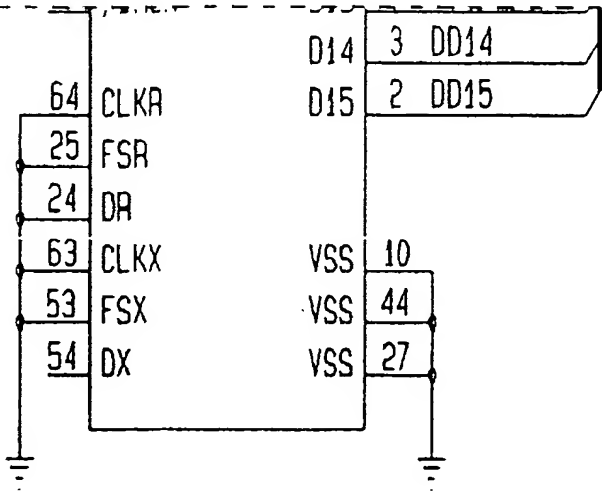 D14 3 DD14
64 CLKR D15 2 DD15
25 FSR
24 DR
63 CLKX VSS 10
53 FSX VSS 44
54 DX VSS 27